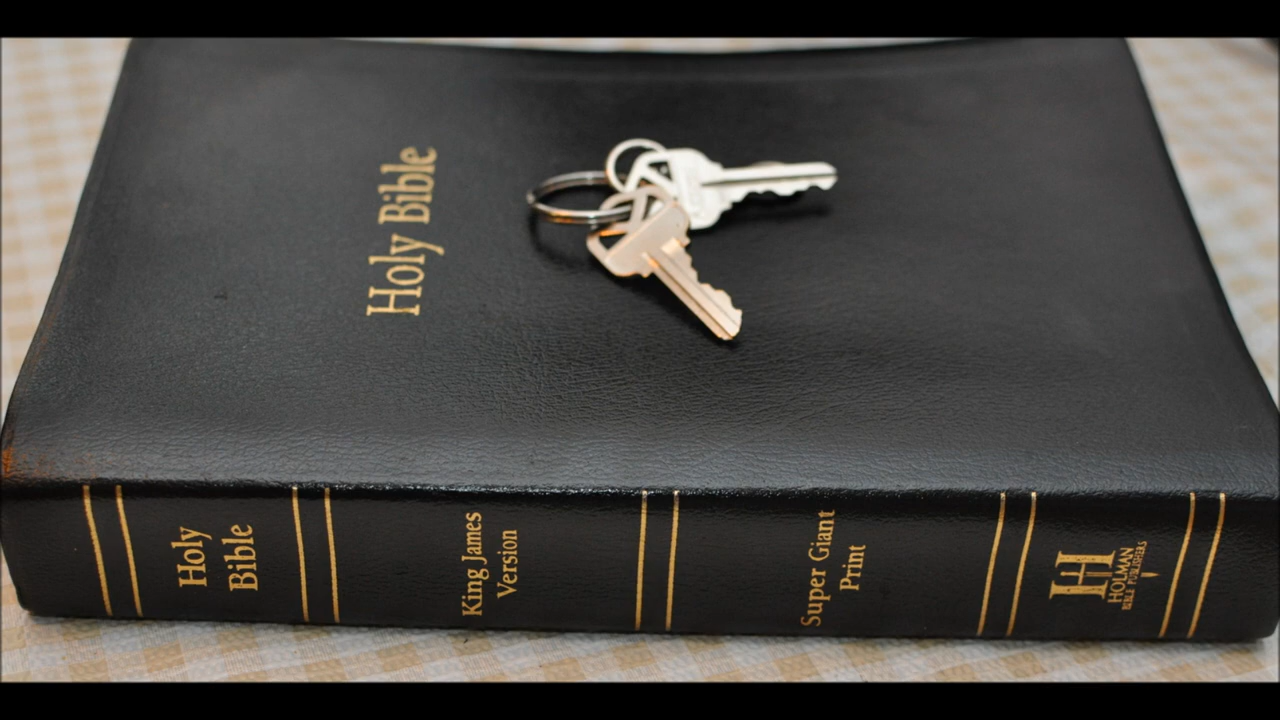 Holy Bible
Holy
Bible
King James
Version
Super Giant
Print
HOLMAN
BIBLE PUBLISHERS